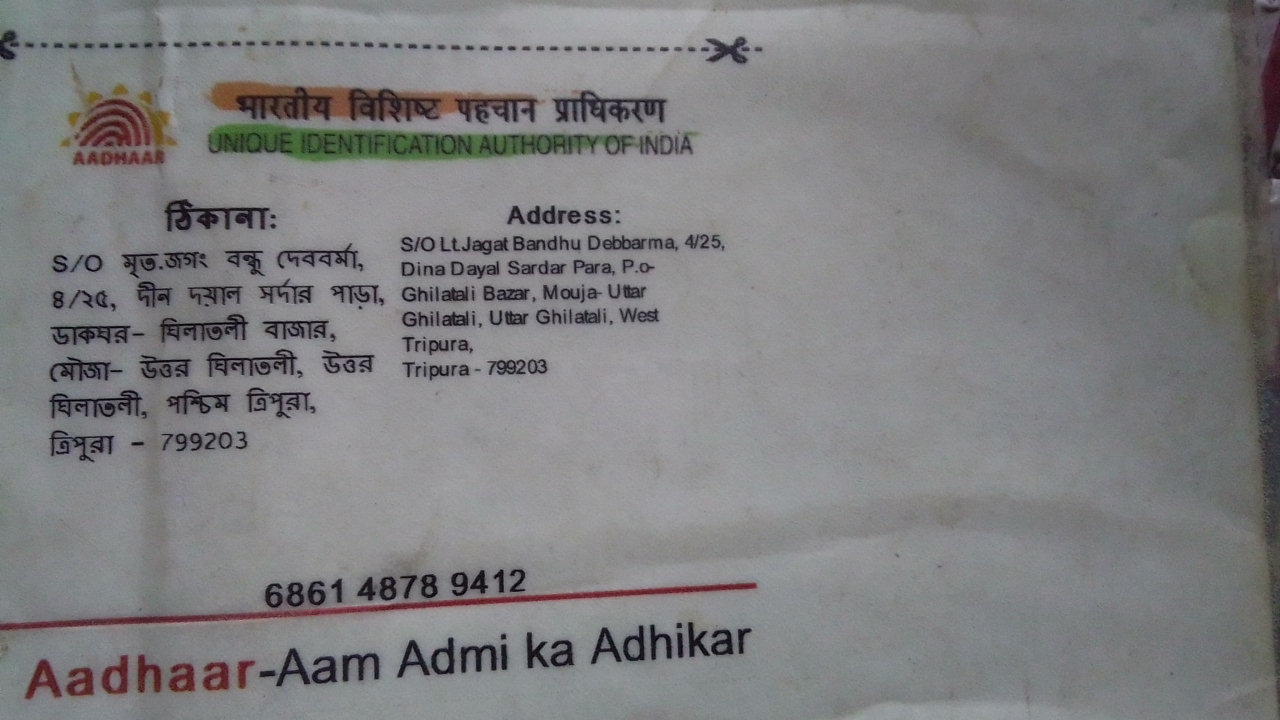 भारतीय विशिष्ट पहचान प्राधिकरण
UNIQUE IDENTIFICATION AUTHORITY OF INDIA
AADHAAR
ঠিকানা:
S/O মৃত.জগৎ বন্ধু দেববর্মা,
৪/২৫, দীন দয়াল সর্দার পাড়া,
ডাকঘর- ঘিলাতলী বাজার,
মৌজা- উত্তর ঘিলাতলী, উত্তর
ঘিলাতলী, পশ্চিম ত্রিপুরা,
ত্রিপুরা - 799203
Address:
S/O Lt.Jagat Bandhu Debbarma, 4/25,
Dina Dayal Sardar Para, P.o-
Ghilatali Bazar, Mouja- Uttar
Ghilatali, Uttar Ghilatali, West
Tripura,
Tripura - 799203
6861 4878 9412
Aadhaar-Aam Admi ka Adhikar